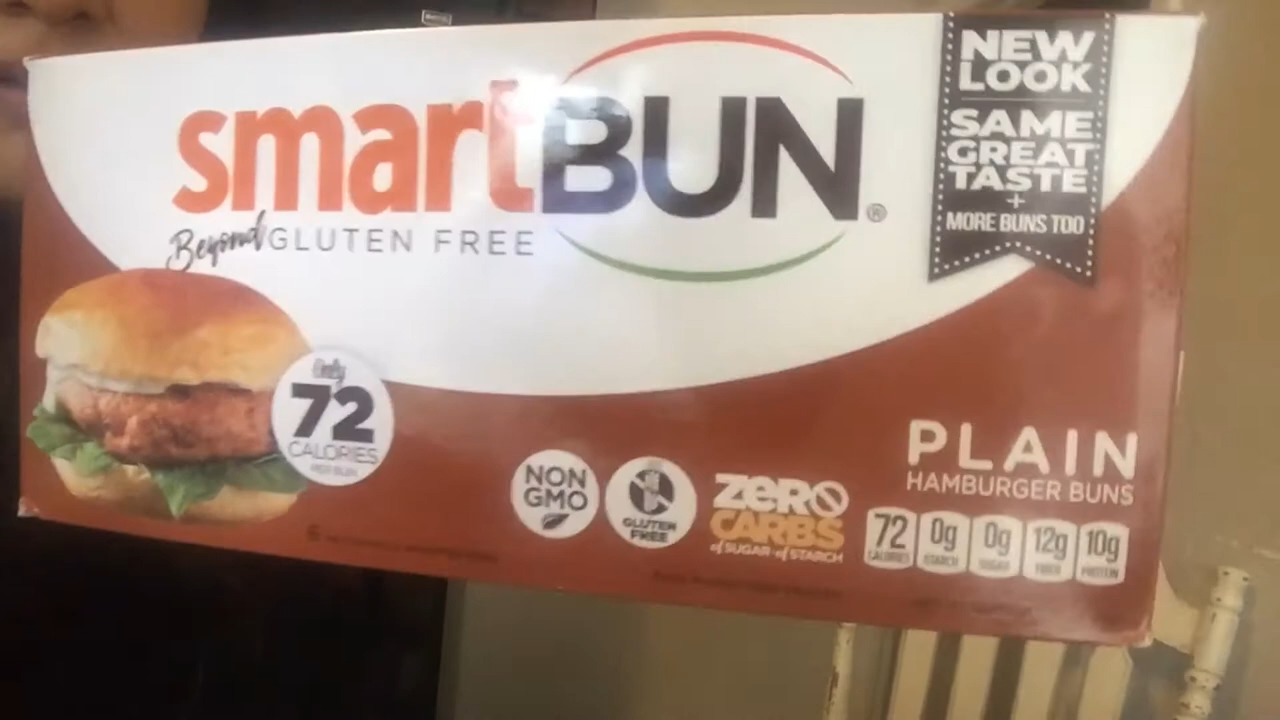 smartBUN®
Beyond GLUTEN FREE
NEW
LOOK
SAME
GREAT
TASTE
+
MORE BUNS TOO
Only
72
CALORIES
PER BUN
NON
GMO
GLUTEN
FREE
ZERO
CARBS
of SUGAR · of STARCH
PLAIN
HAMBURGER BUNS
72 0g 0g 12g 10g
CALORIES STARCH SUGAR FIBER PROTEIN